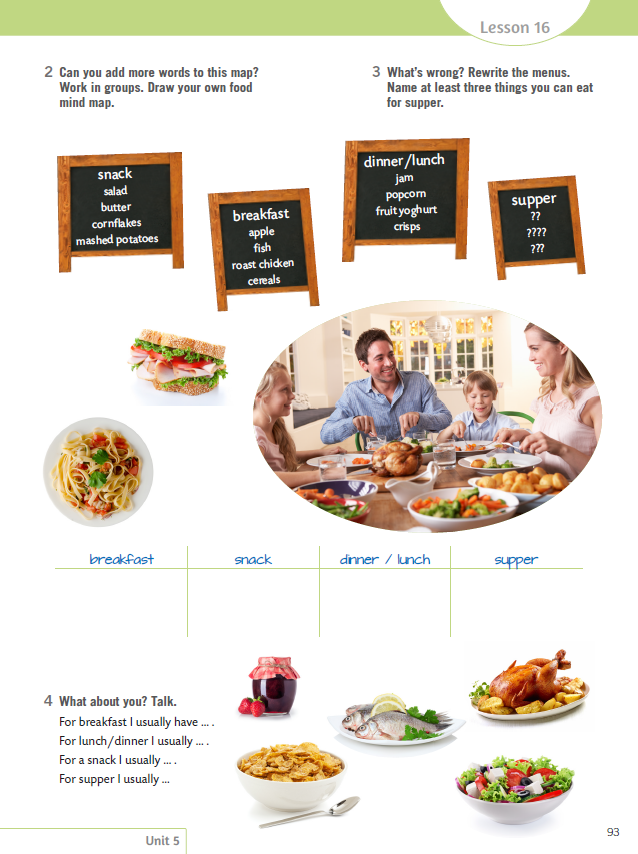 Lesson 16
2 Can you add more words to this map?
Work in groups. Draw your own food
mind map.
3 What's wrong? Rewrite the menus.
Name at least three things you can eat
for supper.
snack
salad
butter
cornflakes
mashed potatoes
breakfast
apple
fish
roast chicken
cereals
dinner/lunch
jam
popcorn
fruit yoghurt
crisps
supper
??
????
???
breakfast snack dinner / lunch supper
4 What about you? Talk.
For breakfast I usually have ... .
For lunch/dinner I usually ... .
For a snack I usually ... .
For supper I usually ...
Unit 5
93